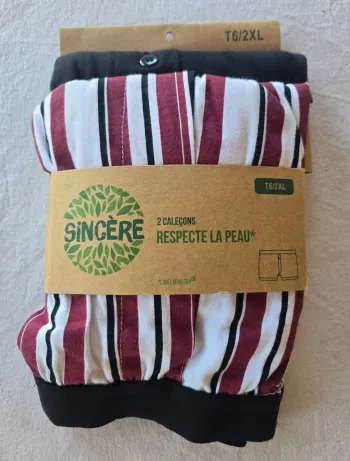 T6/2XL
SINCÈRE
2 CALEÇONS
RESPECTE LA PEAU*
T6/2XL